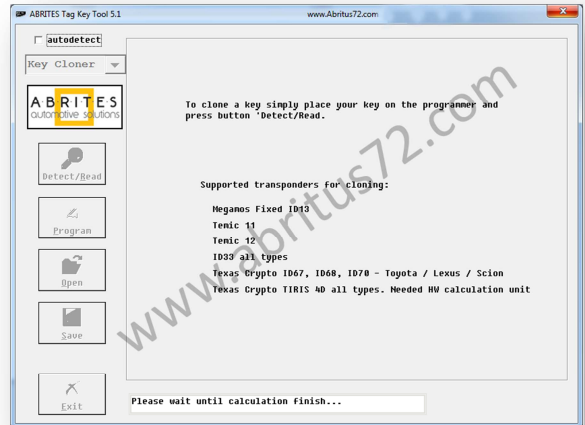 ABRITES Tag Key Tool 5.1
www.Abritus72.com
autodetect
Key Cloner
A·B·R·I·T·E·S
automotive solutions
To clone a key simply place your key on the programmer and
press button 'Detect/Read.
Detect/Read
Supported transponders for cloning:
Megamos Fixed ID13
Temic 11
Temic 12
ID33 all types
Texas Crypto ID67, ID68, ID70 - Toyota / Lexus / Scion
Texas Crypto TIRIS 4D all types. Needed HW calculation unit
Program
Open
Save
Exit
Please wait until calculation finish...
www.abritus72.com